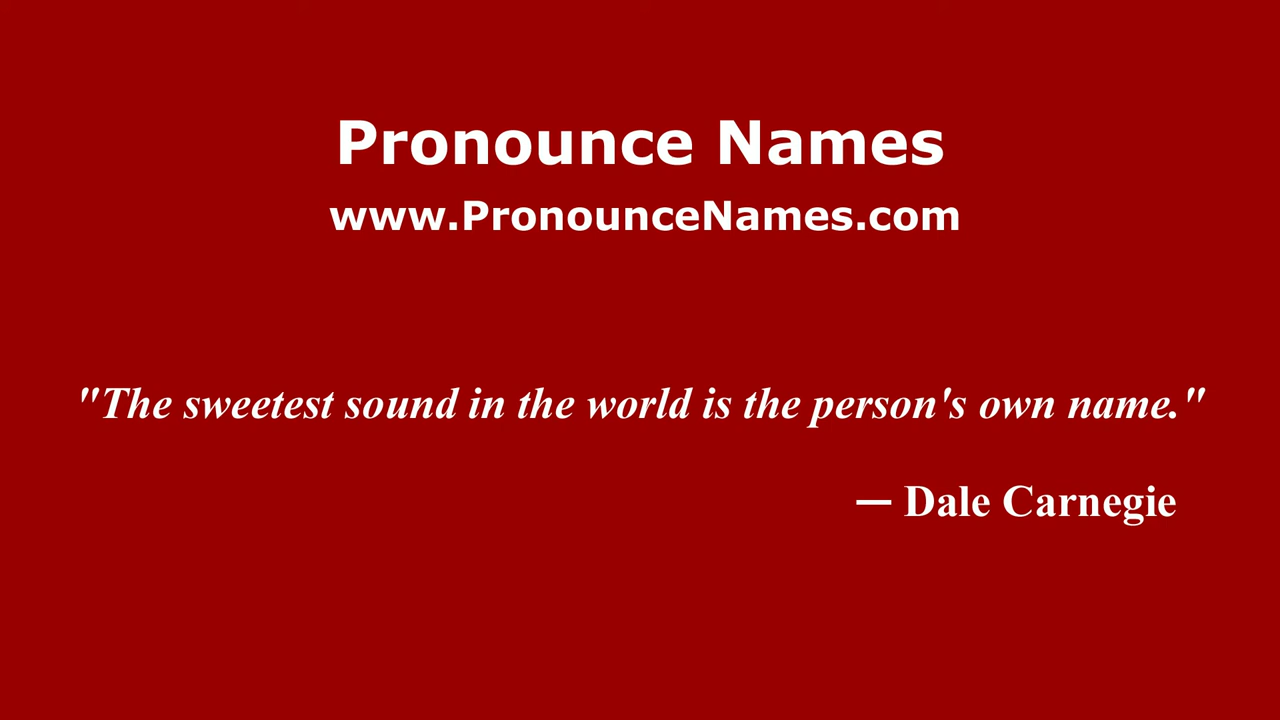 Pronounce Names
www.PronounceNames.com
"The sweetest sound in the world is the person's own name."
— Dale Carnegie